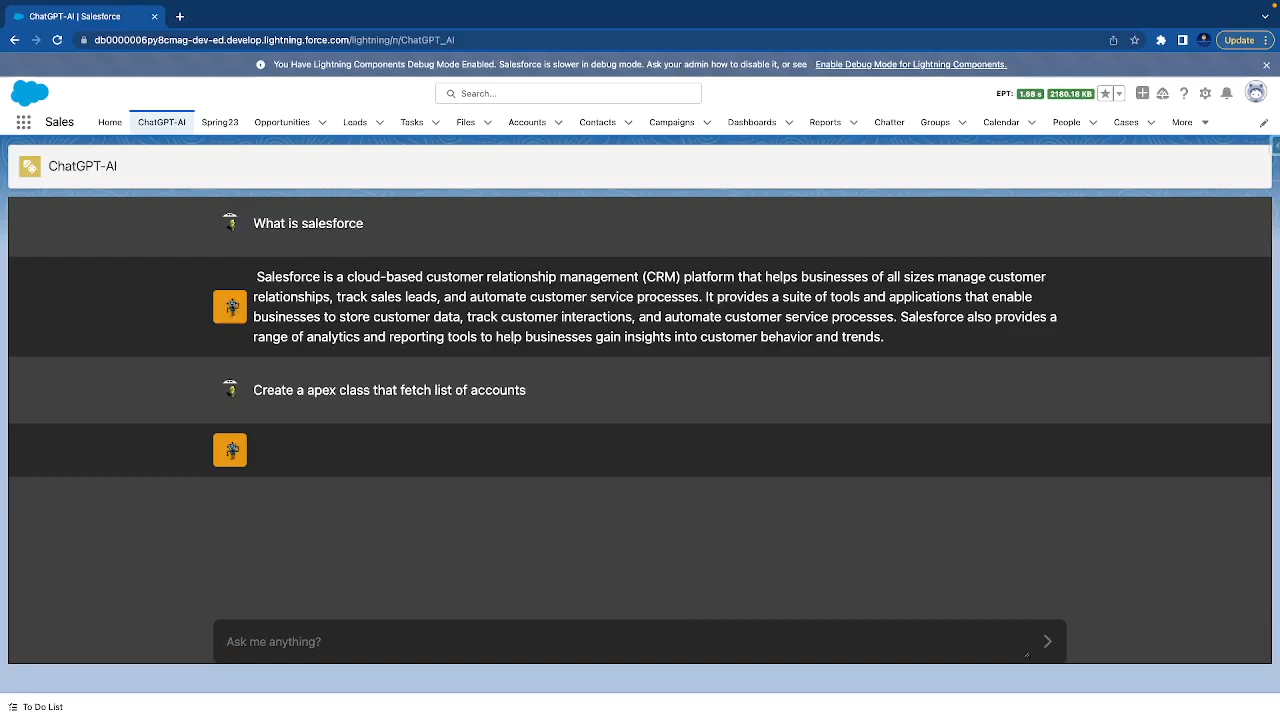 ChatGPT-AI | Salesforce
db0000006py8cmag-dev-ed.develop.lightning.force.com/lightning/n/ChatGPT_AI
Update
You Have Lightning Components Debug Mode Enabled. Salesforce is slower in debug mode. Ask your admin how to disable it, or see Enable Debug Mode for Lightning Components.
Search...
EPT: 1.68 s 2180.18 KB
Sales Home ChatGPT-AI Spring23 Opportunities Leads Tasks Files Accounts Contacts Campaigns Dashboards Reports Chatter Groups Calendar People Cases More
ChatGPT-AI
What is salesforce
Salesforce is a cloud-based customer relationship management (CRM) platform that helps businesses of all sizes manage customer
relationships, track sales leads, and automate customer service processes. It provides a suite of tools and applications that enable
businesses to store customer data, track customer interactions, and automate customer service processes. Salesforce also provides a
range of analytics and reporting tools to help businesses gain insights into customer behavior and trends.
Create a apex class that fetch list of accounts
Ask me anything?
To Do List